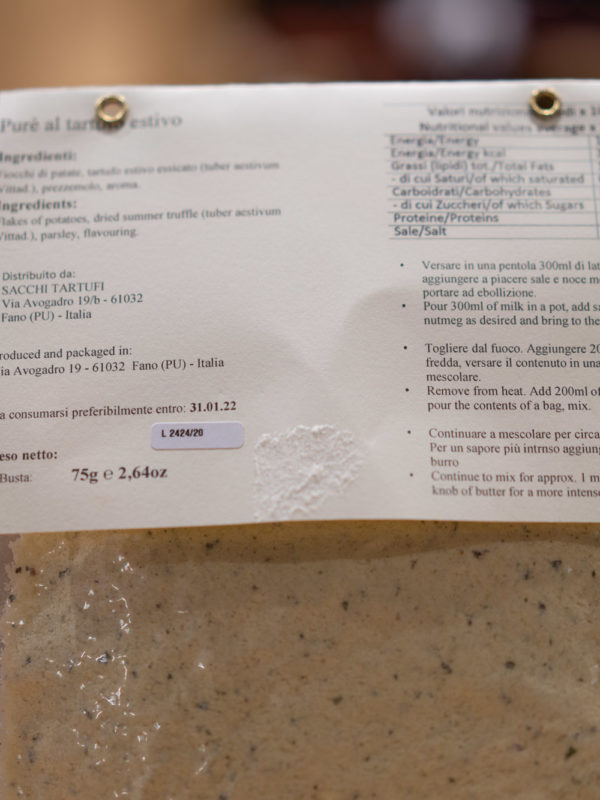 Purè al tartufo estivo
Ingredienti:
Fiocchi di patate, tartufo estivo essicato (tuber aestivum
Vittad.), prezzemolo, aroma.
Ingredients:
Flakes of potatoes, dried summer truffle (tuber aestivum
Vittad.), parsley, flavouring.
Distribuito da:
SACCHI TARTUFI
Via Avogadro 19/b - 61032
Fano (PU) - Italia
roduced and packaged in:
ia Avogadro 19 - 61032 Fano (PU) - Italia
a consumarsi preferibilmente entro: 31.01.22
L 2424/20
eso netto:
Busta: 75g e 2,64oz
Valori nutrizionali
Nutritional values average
Energia/Energy
Energia/Energy kcal
Grassi (lipidi) tot./Total Fats
- di cui Saturi/of which saturated
Carboidrati/Carbohydrates
- di cui Zuccheri/of which Sugars
Proteine/Proteins
Sale/Salt
• Versare in una pentola 300ml di lat
aggiungere a piacere sale e noce m
portare ad ebollizione.
• Pour 300ml of milk in a pot, add s
nutmeg as desired and bring to the
• Togliere dal fuoco. Aggiungere 20
fredda, versare il contenuto in una
mescolare.
• Remove from heat. Add 200ml of
pour the contents of a bag, mix.
• Continuare a mescolare per circa
Per un sapore più intrnso aggiung
burro
• Continue to mix for approx. 1 m
knob of butter for a more intens